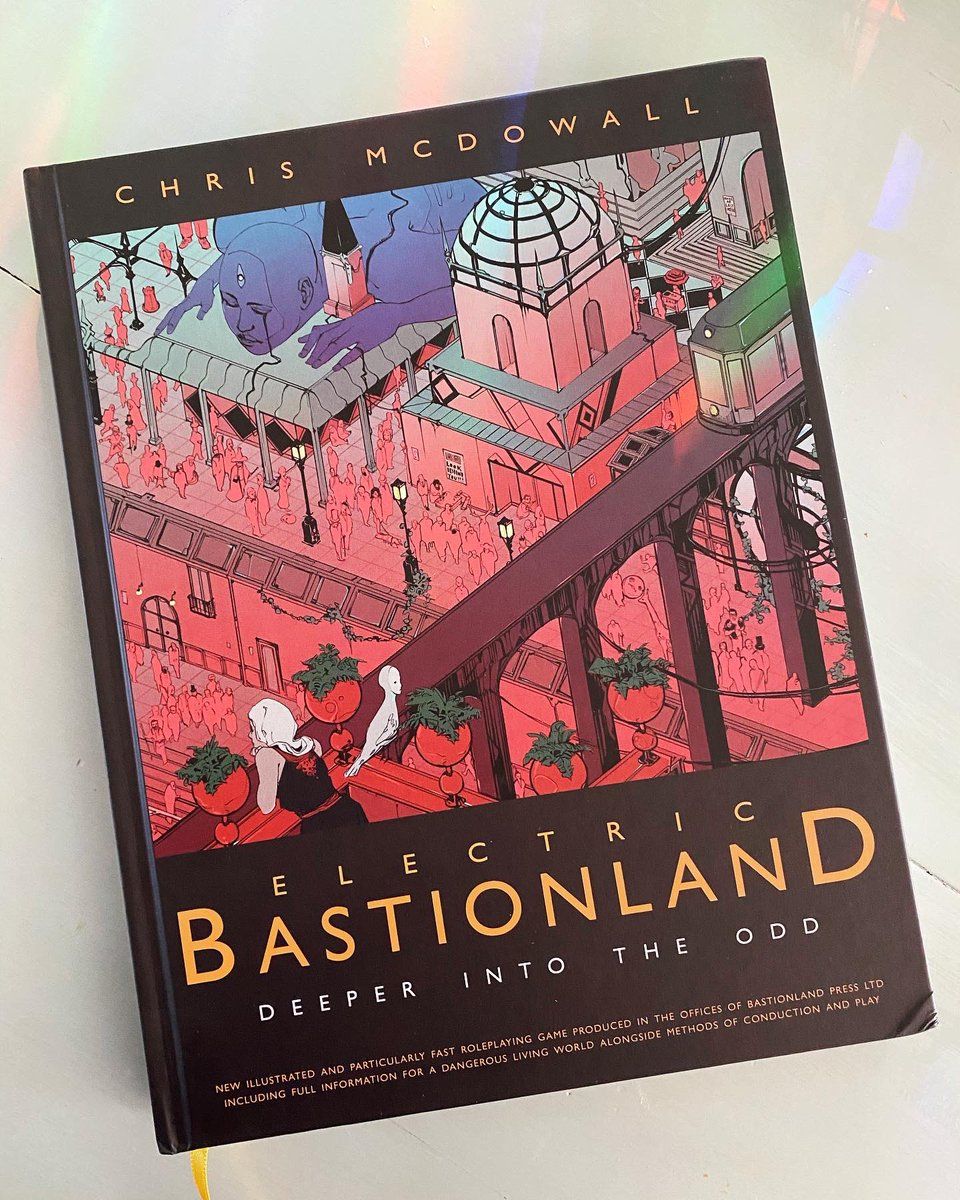 CHRIS MCDOWALL
ELECTRIC
BASTIONLAND
DEEPER INTO THE ODD
NEW ILLUSTRATED AND PARTICULARLY FAST ROLEPLAYING GAME PRODUCED IN THE OFFICES OF BASTIONLAND PRESS LTD
INCLUDING FULL INFORMATION FOR A DANGEROUS LIVING WORLD ALONGSIDE METHODS OF CONDUCTION AND PLAY